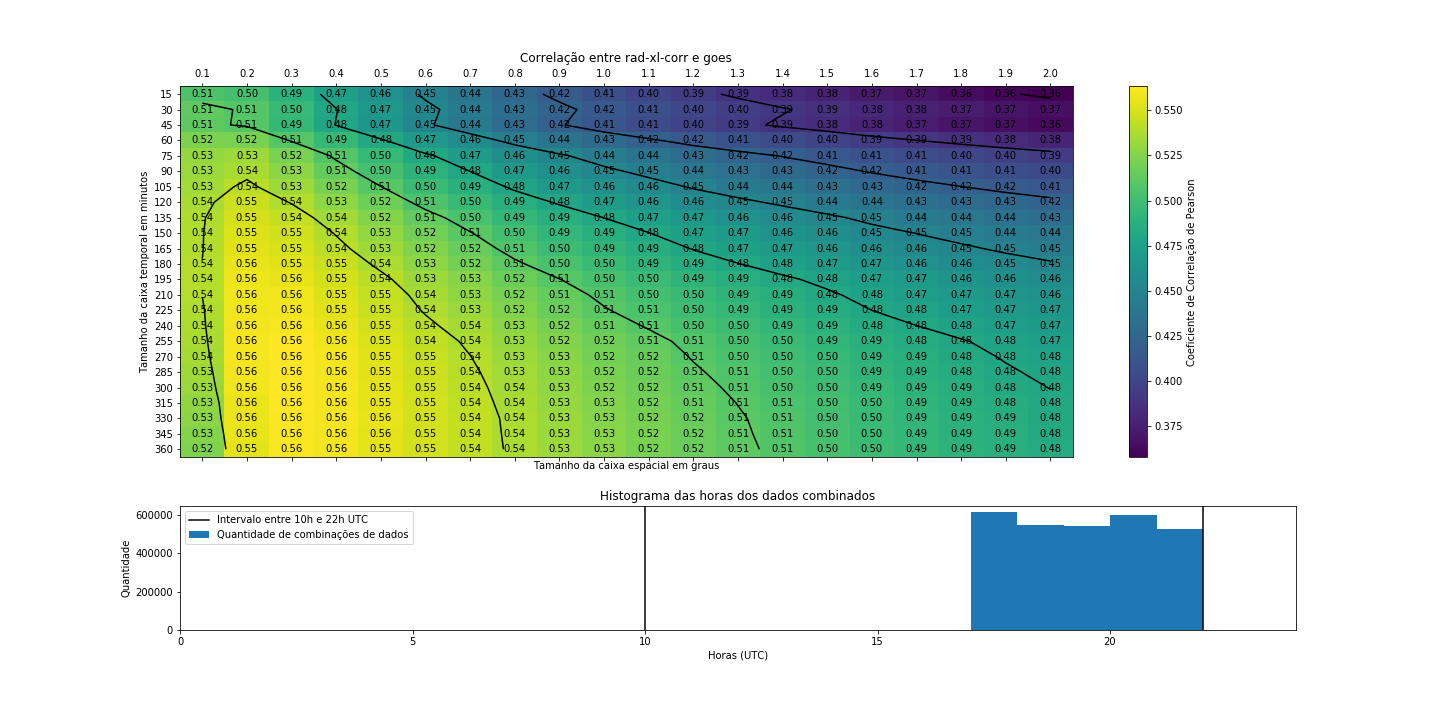 Correlação entre rad-xl-corr e goes
0.1 0.2 0.3 0.4 0.5 0.6 0.7 0.8 0.9 1.0 1.1 1.2 1.3 1.4 1.5 1.6 1.7 1.8 1.9 2.0
Tamanho da caixa temporal em minutos
15 0.51 0.50 0.49 0.47 0.46 0.45 0.44 0.43 0.42 0.41 0.40 0.39 0.39 0.38 0.38 0.37 0.37 0.36 0.36 0.36
30 0.51 0.51 0.50 0.48 0.47 0.45 0.44 0.43 0.42 0.42 0.41 0.40 0.40 0.39 0.39 0.38 0.38 0.37 0.37 0.37
45 0.51 0.51 0.49 0.48 0.47 0.45 0.44 0.43 0.42 0.41 0.41 0.40 0.39 0.39 0.38 0.38 0.37 0.37 0.37 0.36
60 0.52 0.52 0.51 0.49 0.48 0.47 0.46 0.45 0.44 0.43 0.42 0.42 0.41 0.40 0.40 0.39 0.39 0.39 0.38 0.38
75 0.53 0.53 0.52 0.51 0.50 0.48 0.47 0.46 0.45 0.44 0.44 0.43 0.42 0.42 0.41 0.41 0.41 0.40 0.40 0.39
90 0.53 0.54 0.53 0.51 0.50 0.49 0.48 0.47 0.46 0.45 0.45 0.44 0.43 0.43 0.42 0.42 0.41 0.41 0.41 0.40
105 0.53 0.54 0.53 0.52 0.51 0.50 0.49 0.48 0.47 0.46 0.46 0.45 0.44 0.44 0.43 0.43 0.42 0.42 0.42 0.41
120 0.54 0.55 0.54 0.53 0.52 0.51 0.50 0.49 0.48 0.47 0.46 0.46 0.45 0.45 0.44 0.44 0.43 0.43 0.43 0.42
135 0.54 0.55 0.54 0.54 0.52 0.51 0.50 0.49 0.49 0.48 0.47 0.47 0.46 0.46 0.45 0.45 0.44 0.44 0.44 0.43
150 0.54 0.55 0.55 0.54 0.53 0.52 0.51 0.50 0.49 0.49 0.48 0.47 0.47 0.46 0.46 0.45 0.45 0.45 0.44 0.44
165 0.54 0.55 0.55 0.54 0.53 0.52 0.51 0.51 0.50 0.49 0.49 0.48 0.47 0.47 0.46 0.46 0.46 0.45 0.45 0.45
180 0.54 0.56 0.55 0.55 0.54 0.53 0.52 0.51 0.50 0.50 0.49 0.49 0.48 0.48 0.47 0.47 0.46 0.46 0.45 0.45
195 0.54 0.56 0.56 0.55 0.54 0.53 0.53 0.52 0.51 0.50 0.50 0.49 0.49 0.48 0.48 0.47 0.47 0.46 0.46 0.46
210 0.54 0.56 0.56 0.55 0.55 0.54 0.53 0.52 0.51 0.51 0.50 0.50 0.49 0.49 0.48 0.48 0.47 0.47 0.47 0.46
225 0.54 0.56 0.56 0.55 0.55 0.54 0.53 0.52 0.52 0.51 0.51 0.50 0.49 0.49 0.49 0.48 0.48 0.47 0.47 0.47
240 0.54 0.56 0.56 0.56 0.55 0.54 0.54 0.53 0.52 0.51 0.51 0.50 0.50 0.49 0.49 0.48 0.48 0.48 0.47 0.47
255 0.54 0.56 0.56 0.56 0.55 0.55 0.54 0.53 0.52 0.52 0.51 0.50 0.50 0.50 0.49 0.49 0.48 0.48 0.48 0.47
270 0.54 0.56 0.56 0.56 0.55 0.55 0.54 0.53 0.53 0.52 0.52 0.51 0.50 0.50 0.50 0.49 0.49 0.48 0.48 0.48
285 0.53 0.56 0.56 0.56 0.55 0.55 0.54 0.53 0.53 0.52 0.52 0.51 0.51 0.50 0.50 0.49 0.49 0.48 0.48 0.48
300 0.53 0.56 0.56 0.56 0.55 0.55 0.54 0.54 0.53 0.52 0.52 0.51 0.51 0.50 0.50 0.49 0.49 0.49 0.48 0.48
315 0.53 0.56 0.56 0.56 0.56 0.55 0.54 0.54 0.53 0.53 0.52 0.51 0.51 0.51 0.50 0.50 0.49 0.49 0.48 0.48
330 0.53 0.56 0.56 0.56 0.56 0.55 0.54 0.54 0.53 0.53 0.52 0.52 0.51 0.51 0.50 0.50 0.49 0.49 0.49 0.48
345 0.53 0.56 0.56 0.56 0.56 0.55 0.54 0.54 0.53 0.53 0.52 0.52 0.51 0.51 0.50 0.50 0.49 0.49 0.49 0.48
360 0.52 0.55 0.56 0.56 0.55 0.55 0.54 0.54 0.53 0.53 0.52 0.52 0.51 0.51 0.50 0.50 0.49 0.49 0.49 0.48
Tamanho da caixa espacial em graus
0.550
0.525
0.500
0.475
0.450
0.425
0.400
0.375
Coeficiente de Correlação de Pearson
Histograma das horas dos dados combinados
Quantidade
600000
400000
200000
0
Intervalo entre 10h e 22h UTC
Quantidade de combinações de dados
0 5 10 15 20
Horas (UTC)